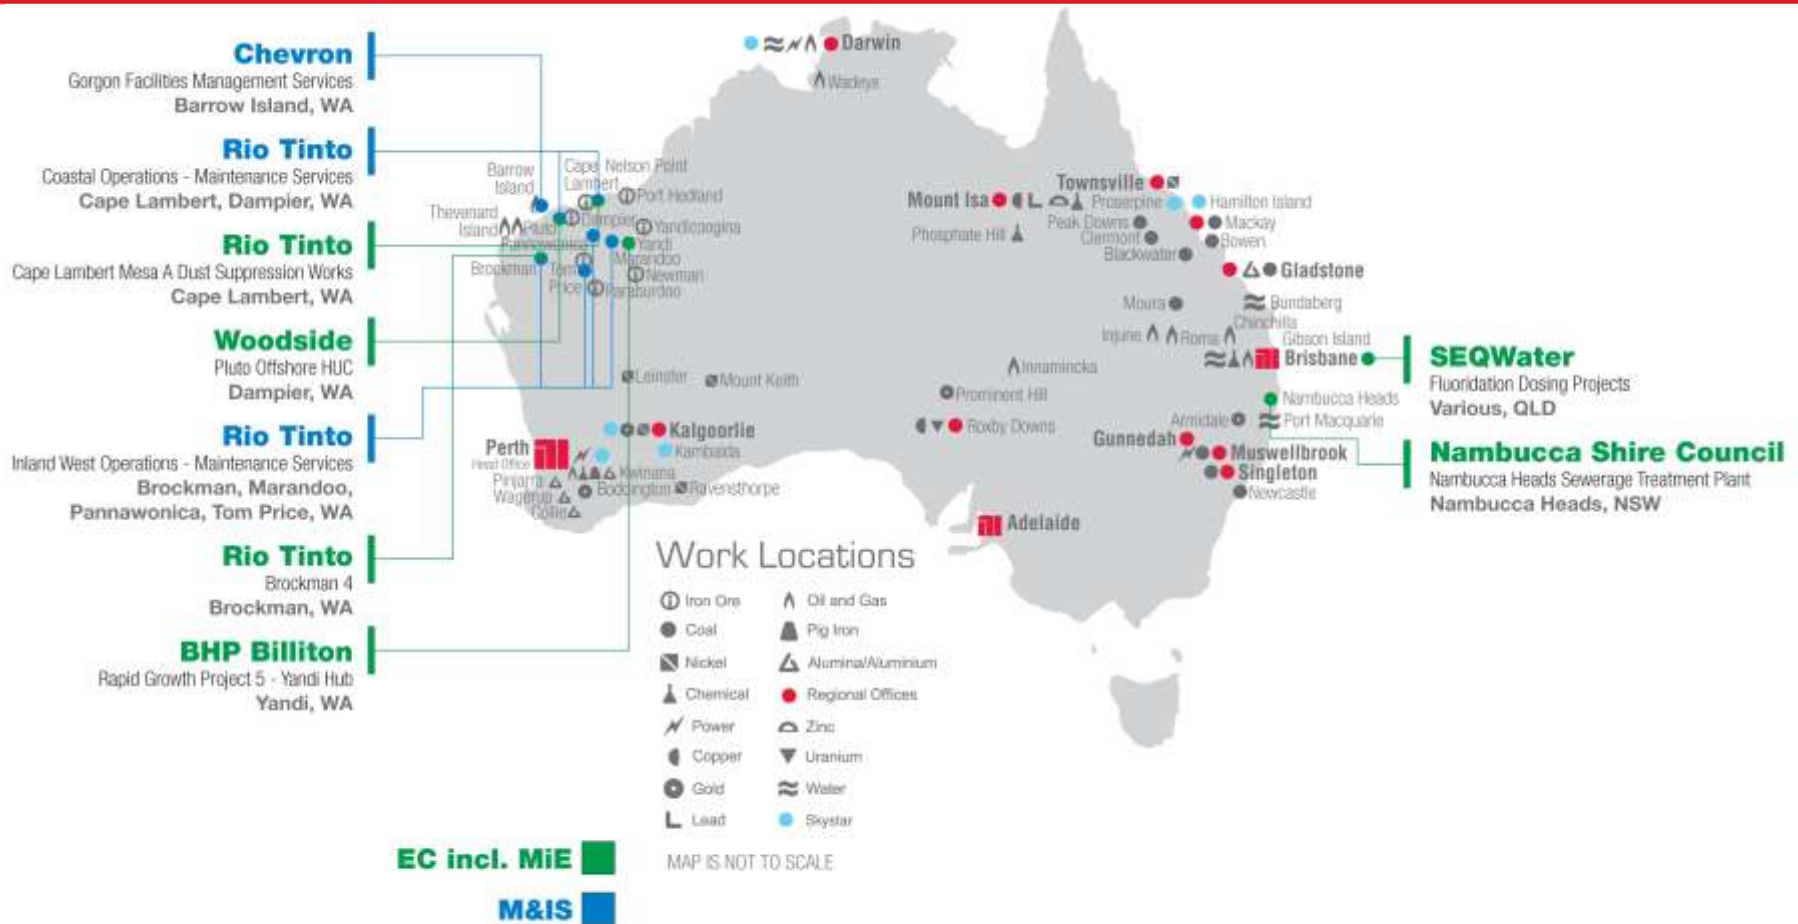 Chevron
Gorgon Facilities Management Services
Barrow Island, WA
Rio Tinto
Coastal Operations - Maintenance Services
Cape Lambert, Dampier, WA
Rio Tinto
Cape Lambert Mesa A Dust Suppression Works
Cape Lambert, WA
Woodside
Pluto Offshore HUC
Dampier, WA
Rio Tinto
Inland West Operations - Maintenance Services
Brockman, Marandoo,
Pannawonica, Tom Price, WA
Rio Tinto
Brockman 4
Brockman, WA
BHP Billiton
Rapid Growth Project 5 - Yandi Hub
Yandi, WA
Darwin
Wadeye
Barrow
Island
Cape
Lambert
Nelson Point
Port Hedland
Thevenard
Island
Pluto
Dampier
Yandicoogina
Pannawonica
Yandi
Marandoo
Brockman
Tom
Price
Newman
Paraburdoo
Leinster
Mount Keith
Kalgoorlie
Kambalda
Perth
Head Office
Kwinana
Pinjarra
Wagerup
Boddington
Ravensthorpe
Collie
Mount Isa
Phosphate Hill
Townsville
Proserpine
Hamilton Island
Peak Downs
Mackay
Clermont
Bowen
Blackwater
Gladstone
Moura
Bundaberg
Chinchilla
Injune
Roma
Gibson Island
Brisbane
Innamincka
Prominent Hill
Roxby Downs
Nambucca Heads
Armidale
Port Macquarie
Gunnedah
Muswellbrook
Singleton
Newcastle
Adelaide
SEQWater
Fluoridation Dosing Projects
Various, QLD
Nambucca Shire Council
Nambucca Heads Sewerage Treatment Plant
Nambucca Heads, NSW
Work Locations
Iron Ore
Oil and Gas
Coal
Pig Iron
Nickel
Alumina/Aluminium
Chemical
Regional Offices
Power
Zinc
Copper
Uranium
Gold
Water
Lead
Skystar
MAP IS NOT TO SCALE
EC incl. MiE
M&IS